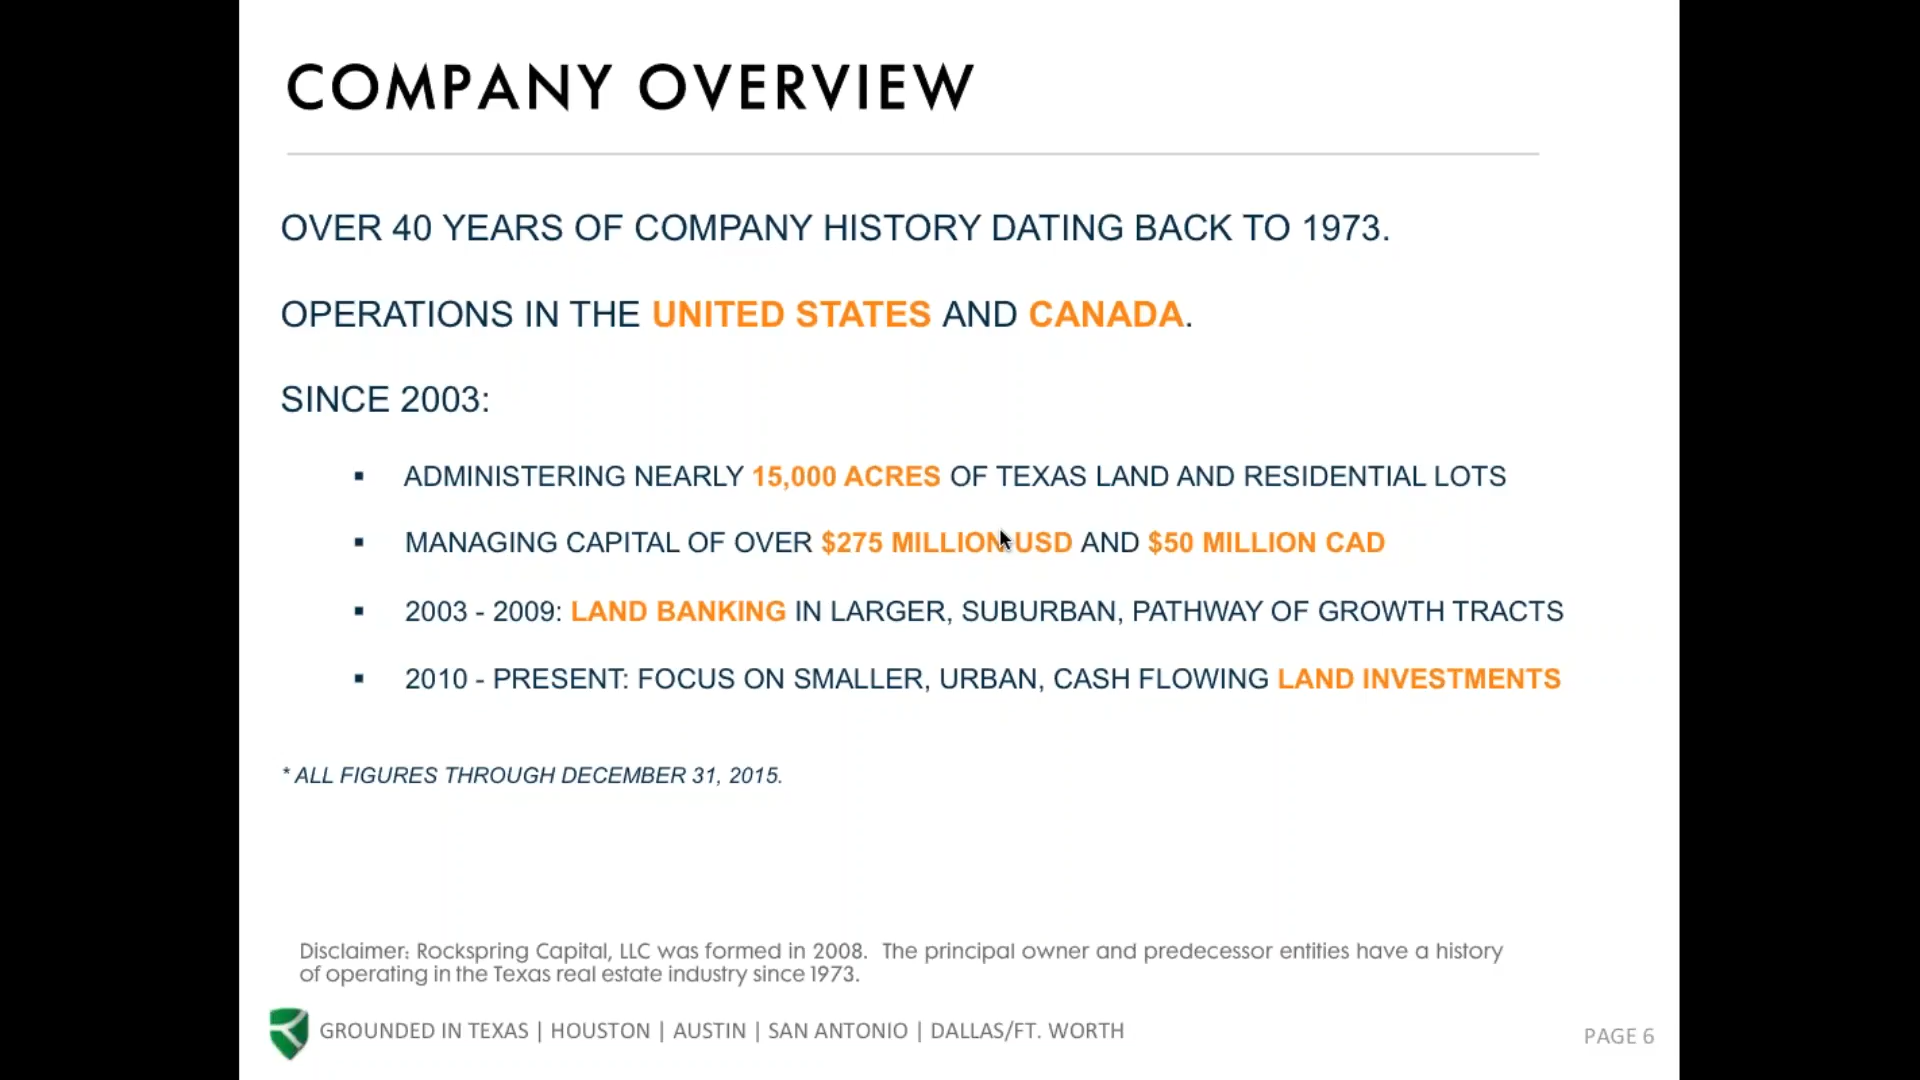 COMPANY OVERVIEW
OVER 40 YEARS OF COMPANY HISTORY DATING BACK TO 1973.
OPERATIONS IN THE UNITED STATES AND CANADA.
SINCE 2003:
▪ ADMINISTERING NEARLY 15,000 ACRES OF TEXAS LAND AND RESIDENTIAL LOTS
▪ MANAGING CAPITAL OF OVER $275 MILLION USD AND $50 MILLION CAD
▪ 2003 - 2009: LAND BANKING IN LARGER, SUBURBAN, PATHWAY OF GROWTH TRACTS
▪ 2010 - PRESENT: FOCUS ON SMALLER, URBAN, CASH FLOWING LAND INVESTMENTS
* ALL FIGURES THROUGH DECEMBER 31, 2015.
Disclaimer: Rockspring Capital, LLC was formed in 2008. The principal owner and predecessor entities have a history
of operating in the Texas real estate industry since 1973.
GROUNDED IN TEXAS | HOUSTON | AUSTIN | SAN ANTONIO | DALLAS/FT. WORTH
PAGE 6